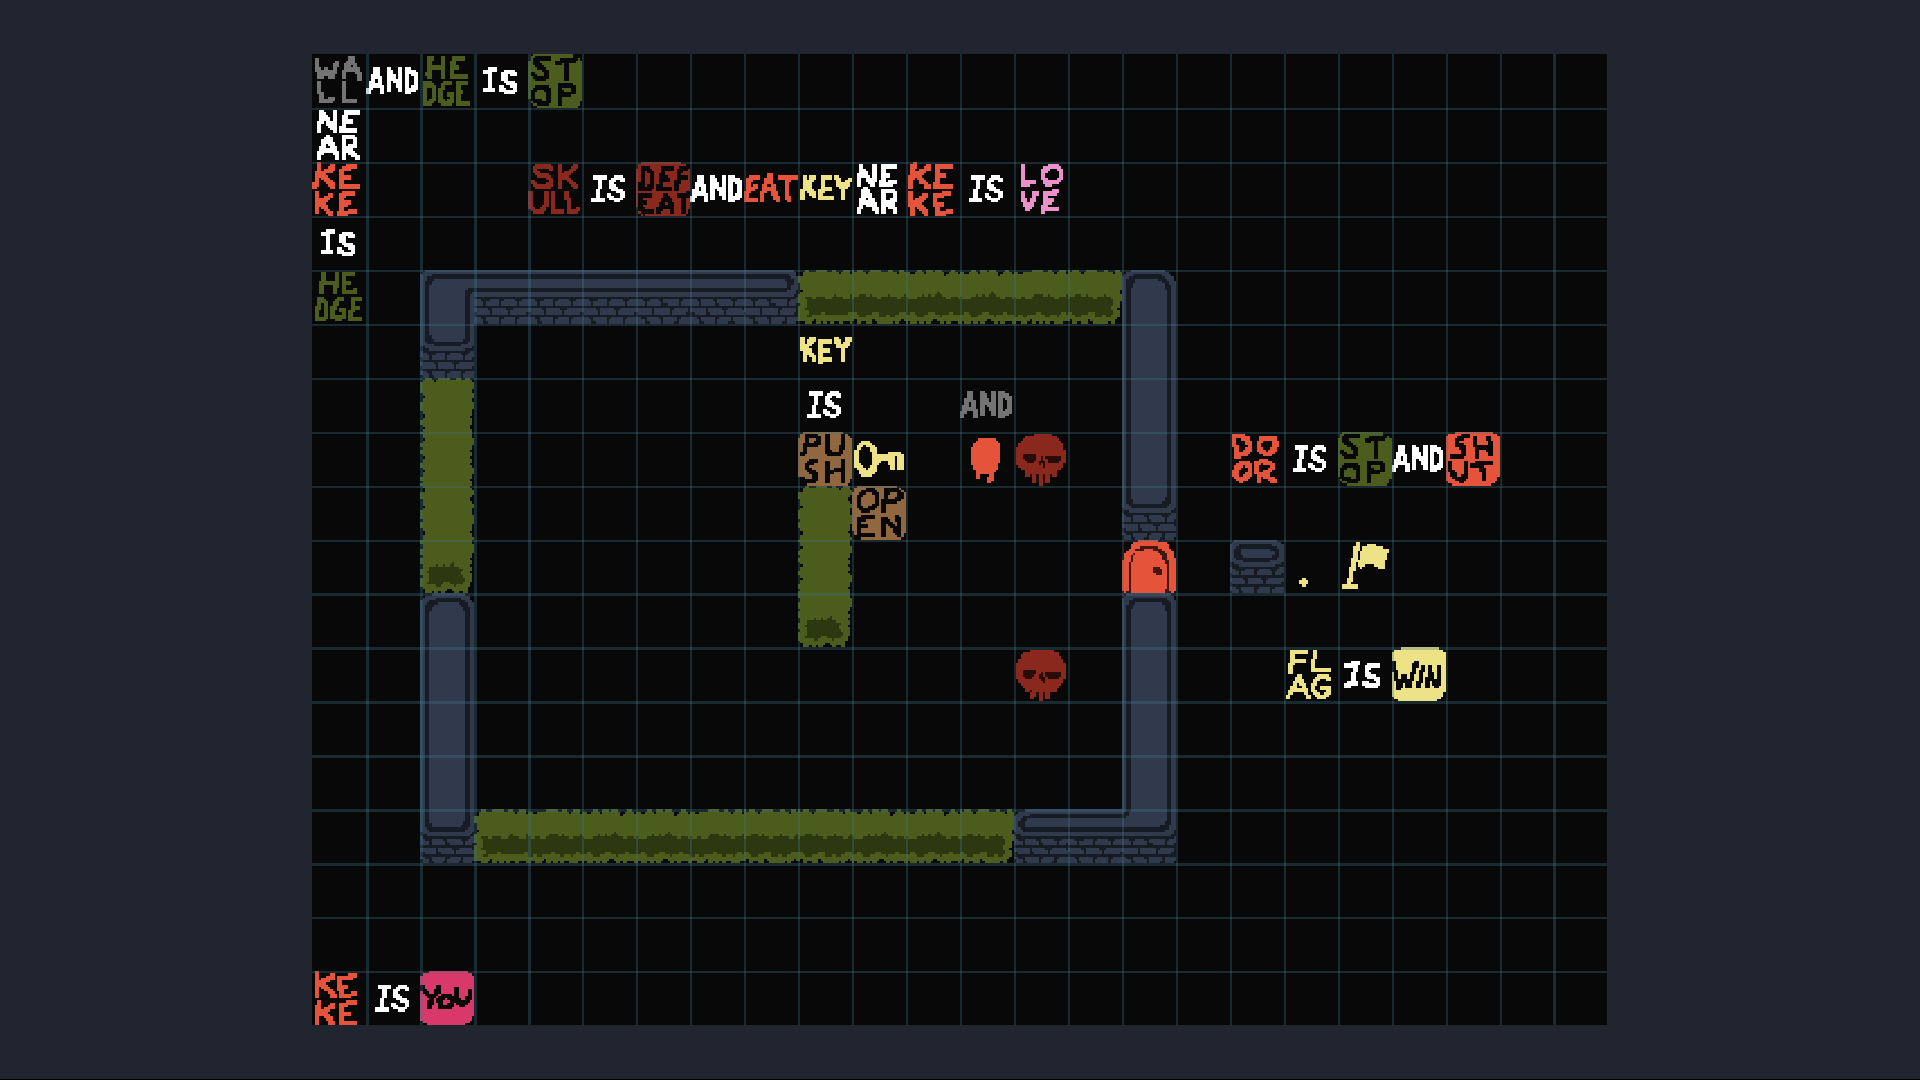 WALL AND HEDGE IS STOP
NEAR
KEKE
SKULL IS DEFEAT AND EAT KEY NEAR KEKE IS LOVE
IS
HEDGE
KEY
IS AND
PUSH
DOOR IS STOP AND SHUT
OPEN
FLAG IS WIN
KEKE IS YOU